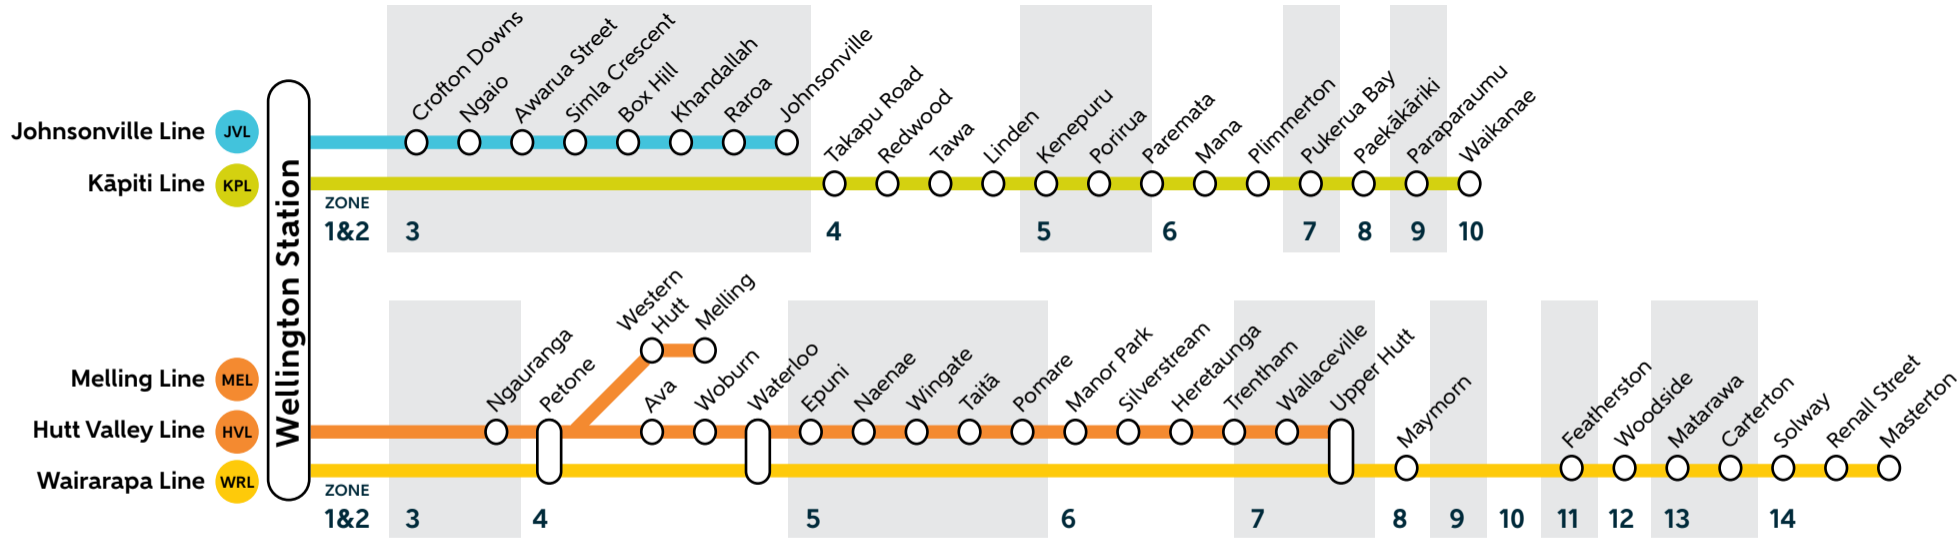 Crofton Downs
Ngaio
Awarua Street
Simla Crescent
Box Hill
Khandallah
Raroa
Johnsonville
Johnsonville Line
JVL
Takapu Road
Redwood
Tawa
Linden
Kenepuru
Porirua
Paremata
Mana
Plimmerton
Pukerua Bay
Paekākāriki
Paraparaumu
Waikanae
Kāpiti Line
KPL
ZONE
1&2
3
4
5
6
7
8
9
10
Wellington Station
Western
Hutt
Melling
Melling Line
MEL
Ngauranga
Petone
Ava
Woburn
Waterloo
Epuni
Naenae
Wingate
Taitā
Pomare
Manor Park
Silverstream
Heretaunga
Trentham
Wallaceville
Upper Hutt
Hutt Valley Line
HVL
Maymorn
Featherston
Woodside
Matarawa
Carterton
Solway
Renall Street
Masterton
Wairarapa Line
WRL
ZONE
1&2
3
4
5
6
7
8
9
10
11
12
13
14